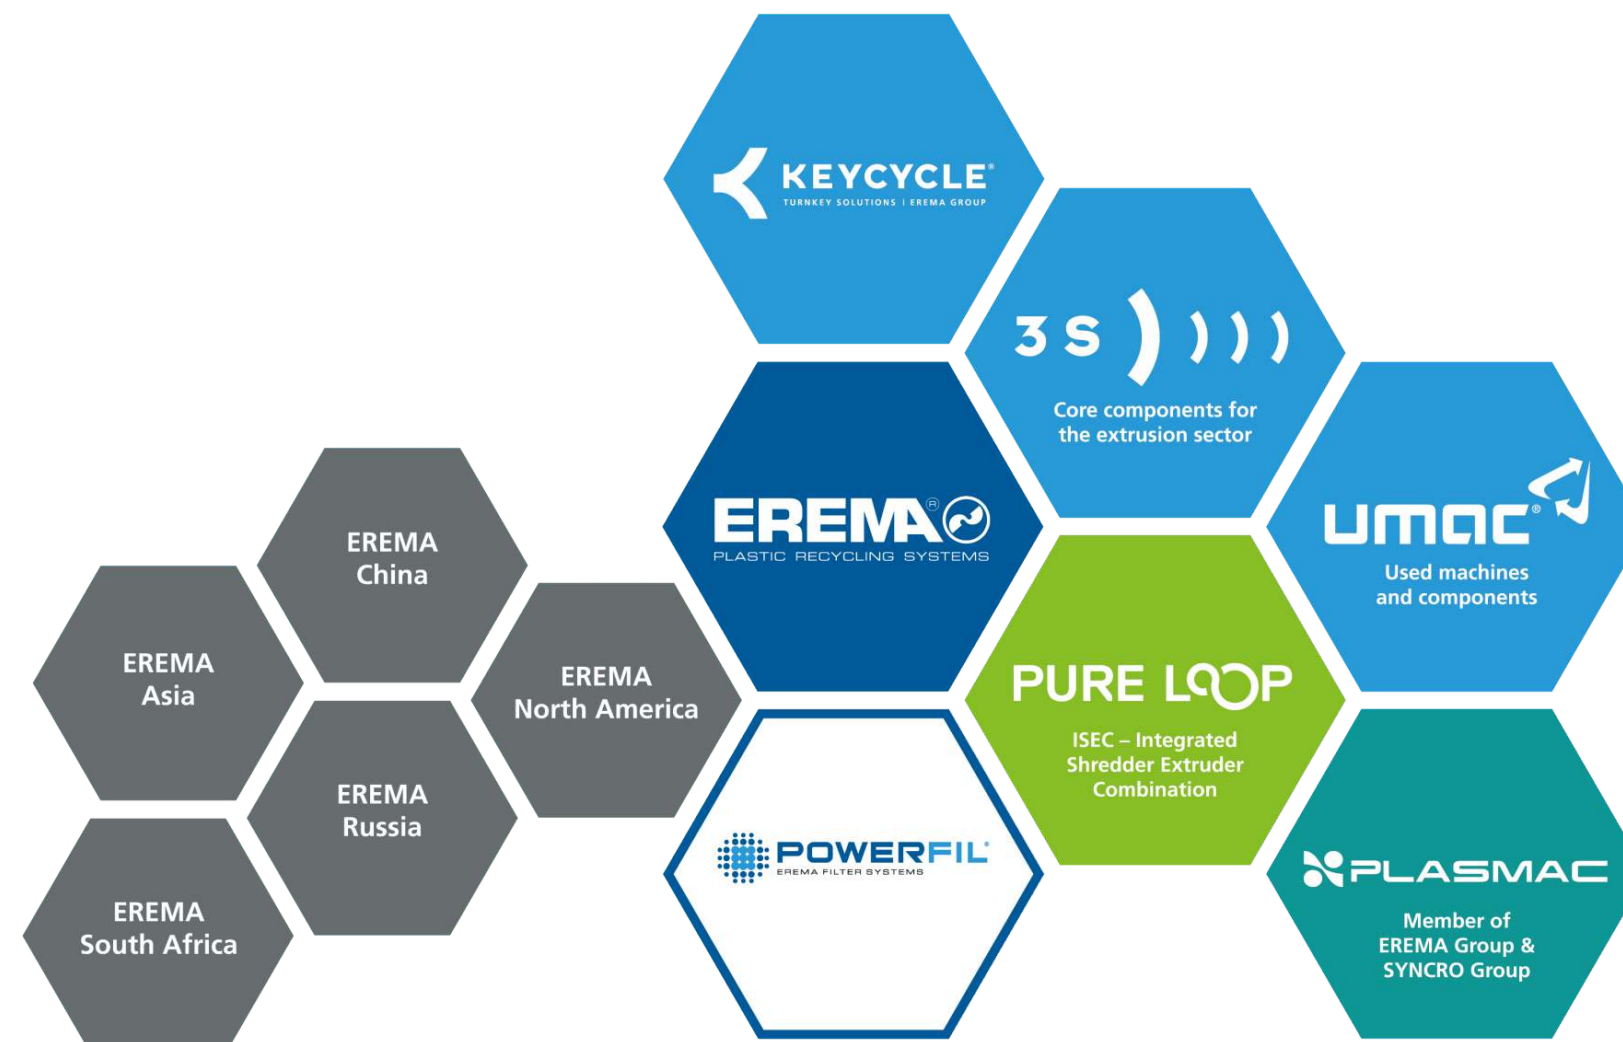 KEYCYCLE®
TURNKEY SOLUTIONS | EREMA GROUP
3 S
Core components for
the extrusion sector
umac®
Used machines
and components
EREMA®
PLASTIC RECYCLING SYSTEMS
PURE LOOP
ISEC – Integrated
Shredder Extruder
Combination
POWERFIL®
EREMA FILTER SYSTEMS
PLASMAC
Member of
EREMA Group &
SYNCRO Group
EREMA
China
EREMA
Asia
EREMA
North America
EREMA
Russia
EREMA
South Africa